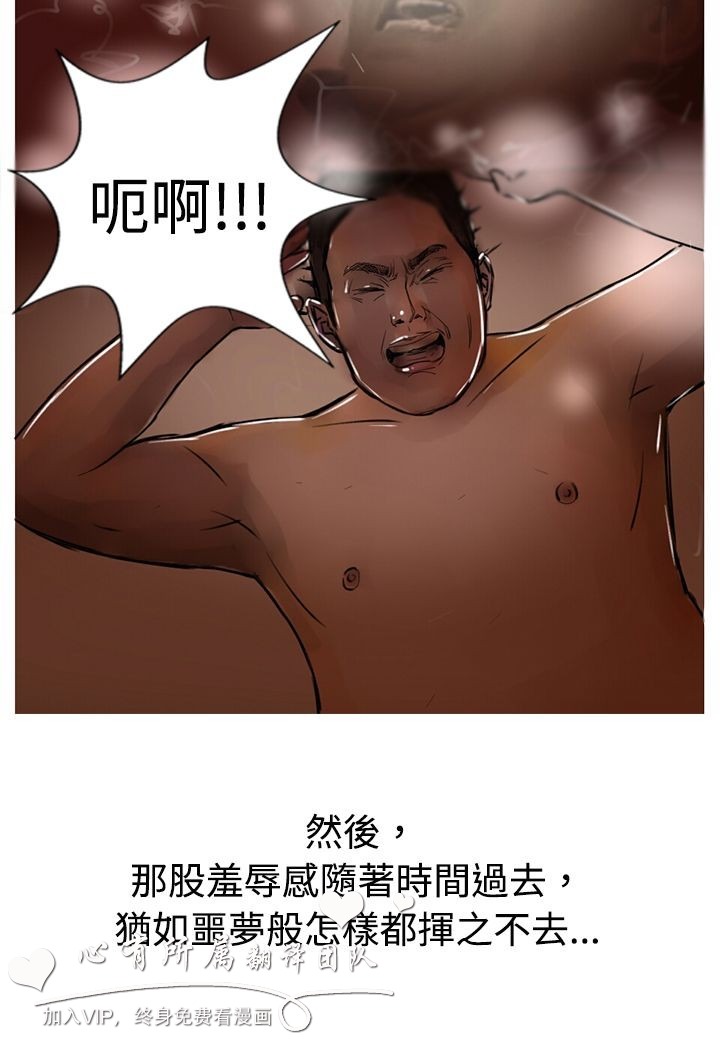 呃啊!!!
然後，
那股羞辱感隨著時間過去，
猶如噩夢般怎樣都揮之不去...
心有所属翻译团队
加入VIP，终身免费看漫画